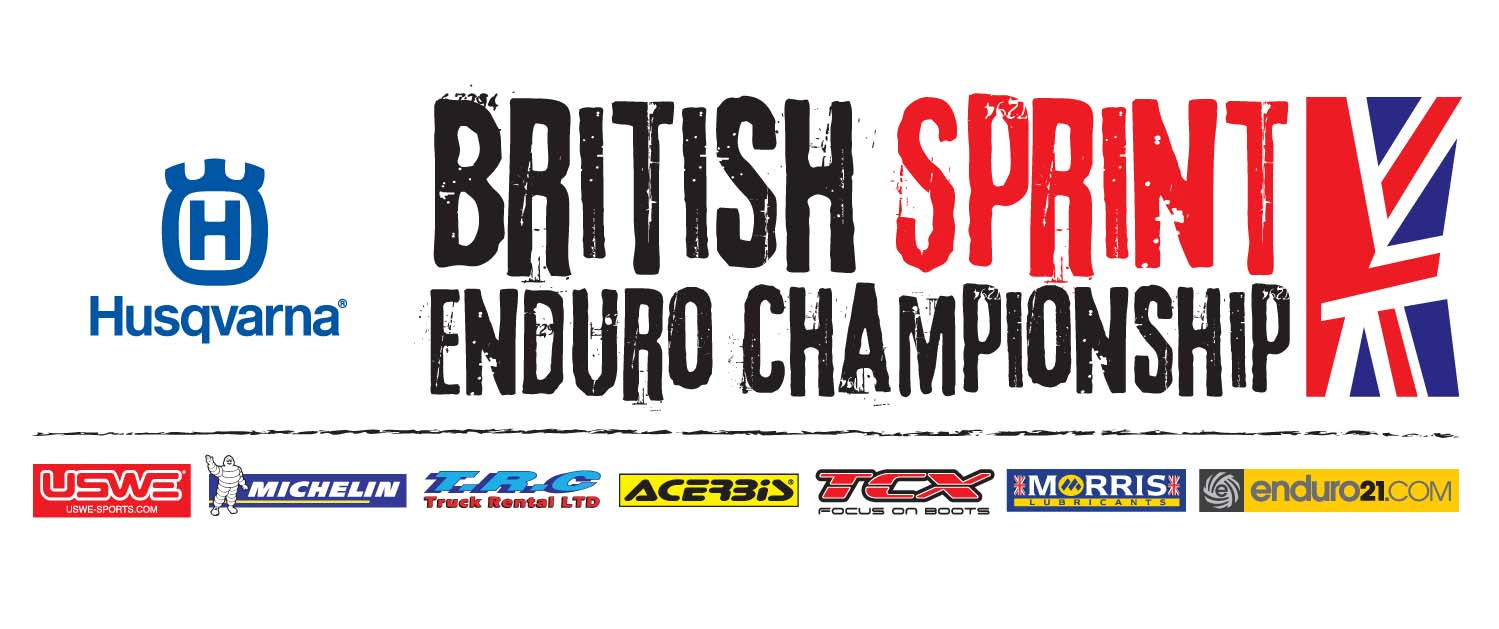 H
Husqvarna®
BRITISH SPRINT
ENDURO CHAMPIONSHIP
USWE®
USWE-SPORTS.COM
MICHELIN
T.R.C
Truck Rental LTD
ACERBIS®
TCX
FOCUS ON BOOTS
MORRIS
LUBRICANTS
enduro21.COM